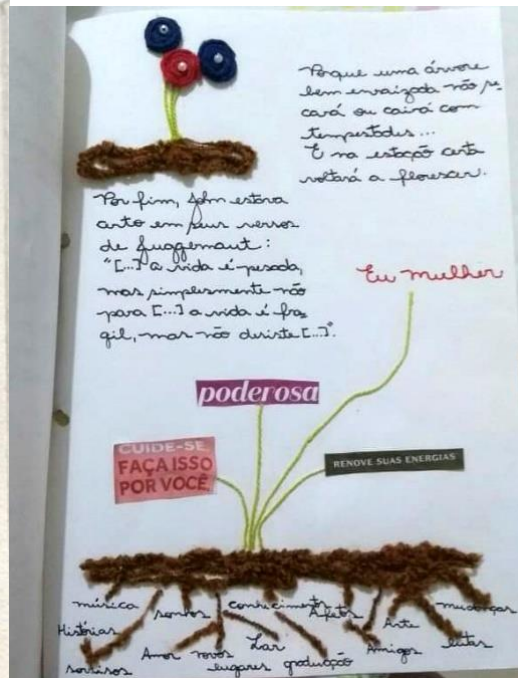 Porque uma árvore
bem enraizada não se
cará ou cairá com
tempestades...
E na estação certa
voltará a florescer.
Por fim, John estava
certo em seus versos
de Juggernaut:
"[...] a vida é pesada,
mas simplesmente não
para [...] a vida é frá
gil, mas não desiste [...]".
Eu mulher
poderosa
CUIDE-SE
FAÇA ISSO
POR VOCÊ
RENOVE SUAS ENERGIAS
música sonhos conhecimento Afetos Arte mudanças
Histórias Lar lutas
sorrisos Amor novos lugares graduação Amigos